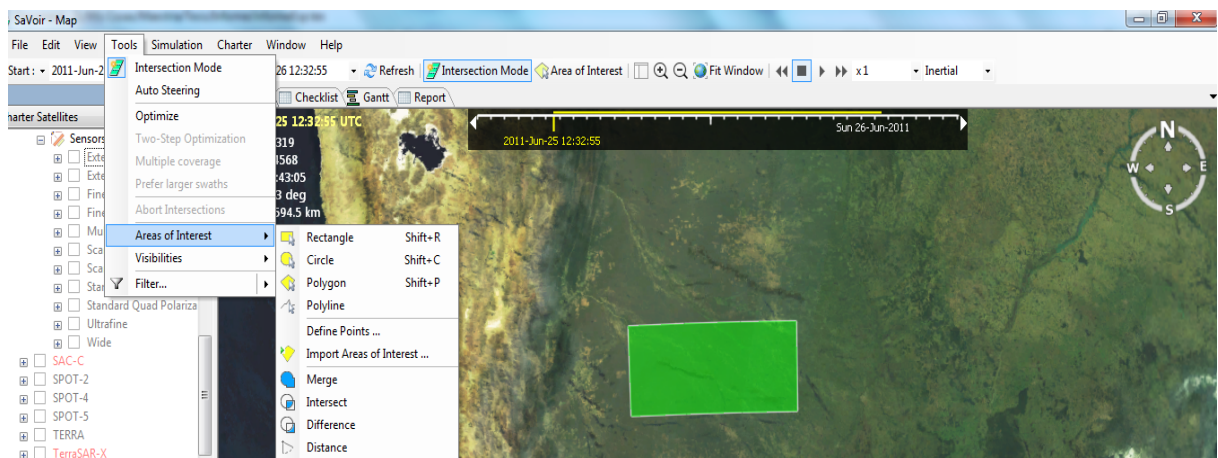 SaVoir - Map
File Edit View Tools Simulation Charter Window Help
Start: 2011-Jun-2 26 12:32:55 Refresh Intersection Mode Area of Interest Fit Window x1 Inertial
Checklist Gantt Report
Intersection Mode
Auto Steering
Optimize
Two-Step Optimization
Multiple coverage
Prefer larger swaths
Abort Intersections
Areas of Interest
Visibilities
Filter...
Rectangle Shift+R
Circle Shift+C
Polygon Shift+P
Polyline
Define Points ...
Import Areas of Interest ...
Merge
Intersect
Difference
Distance
harter Satellites
Sensors
Exte
Exte
Fine
Fine
Mu
Sca
Sca
Star
Standard Quad Polariza
Ultrafine
Wide
SAC-C
SPOT-2
SPOT-4
SPOT-5
TERRA
TerraSAR-X
25 12:32:55 UTC
319
568
:43:05
3 deg
594.5 km
2011-Jun-25 12:32:55
Sun 26-Jun-2011
N
W E
S